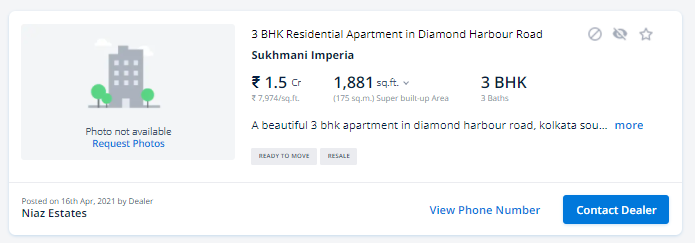 3 BHK Residential Apartment in Diamond Harbour Road
Sukhmani Imperia
₹ 1.5 Cr
₹ 7,974/sq.ft.
1,881 sq.ft.
(175 sq.m.) Super built-up Area
3 BHK
3 Baths
Photo not available
Request Photos
A beautiful 3 bhk apartment in diamond harbour road, kolkata sou... more
READY TO MOVE
RESALE
Posted on 16th Apr, 2021 by Dealer
Niaz Estates
View Phone Number
Contact Dealer